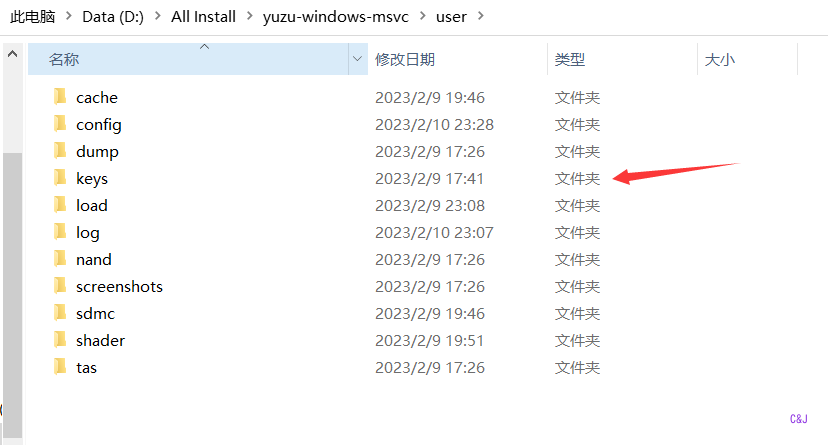 此电脑 > Data (D:) > All Install > yuzu-windows-msvc > user >
名称 修改日期 类型 大小
cache 2023/2/9 19:46 文件夹
config 2023/2/10 23:28 文件夹
dump 2023/2/9 17:26 文件夹
keys 2023/2/9 17:41 文件夹
load 2023/2/9 23:08 文件夹
log 2023/2/10 23:07 文件夹
nand 2023/2/9 17:26 文件夹
screenshots 2023/2/9 17:26 文件夹
sdmc 2023/2/9 19:46 文件夹
shader 2023/2/9 19:51 文件夹
tas 2023/2/9 17:26 文件夹
C&J